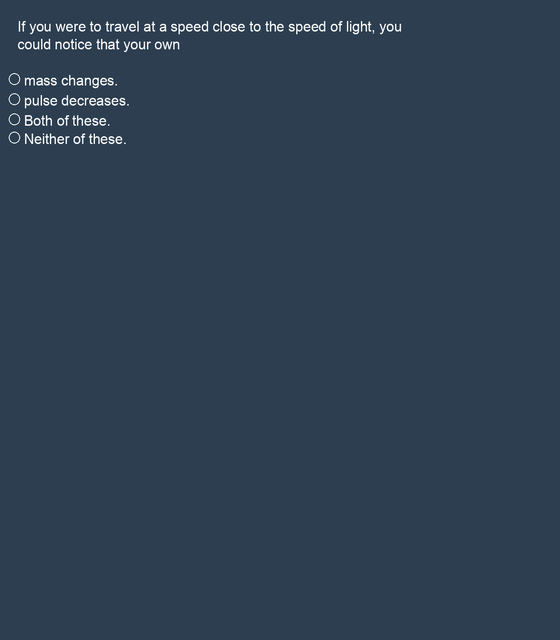 If you were to travel at a speed close to the speed of light, you
could notice that your own
mass changes.
pulse decreases.
Both of these.
Neither of these.